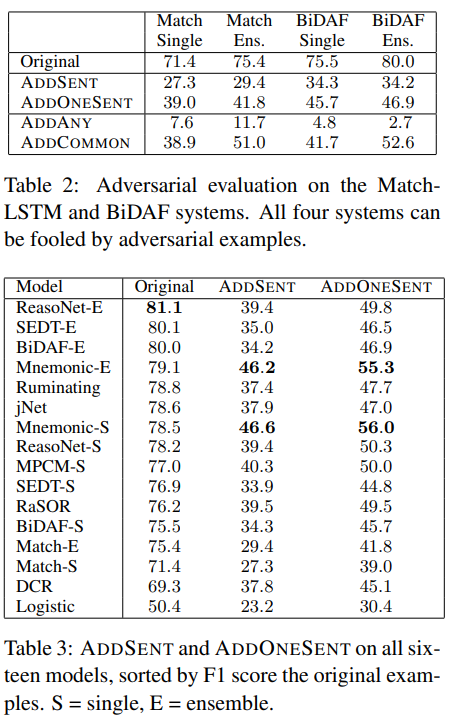 Match Match BiDAF BiDAF
Single Ens. Single Ens.
Original 71.4 75.4 75.5 80.0
ADDSENT 27.3 29.4 34.3 34.2
ADDONESENT 39.0 41.8 45.7 46.9
ADDANY 7.6 11.7 4.8 2.7
ADDCOMMON 38.9 51.0 41.7 52.6
Table 2: Adversarial evaluation on the Match-
LSTM and BiDAF systems. All four systems can
be fooled by adversarial examples.
Model Original ADDSENT ADDONESENT
ReasoNet-E 81.1 39.4 49.8
SEDT-E 80.1 35.0 46.5
BiDAF-E 80.0 34.2 46.9
Mnemonic-E 79.1 46.2 55.3
Ruminating 78.8 37.4 47.7
jNet 78.6 37.9 47.0
Mnemonic-S 78.5 46.6 56.0
ReasoNet-S 78.2 39.4 50.3
MPCM-S 77.0 40.3 50.0
SEDT-S 76.9 33.9 44.8
RaSOR 76.2 39.5 49.5
BiDAF-S 75.5 34.3 45.7
Match-E 75.4 29.4 41.8
Match-S 71.4 27.3 39.0
DCR 69.3 37.8 45.1
Logistic 50.4 23.2 30.4
Table 3: ADDSENT and ADDONESENT on all six-
teen models, sorted by F1 score the original exam-
ples. S = single, E = ensemble.